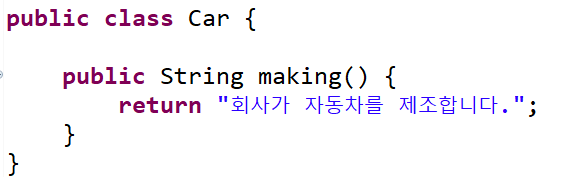 public class Car {
public String making() {
return "회사가 자동차를 제조합니다.";
}
}